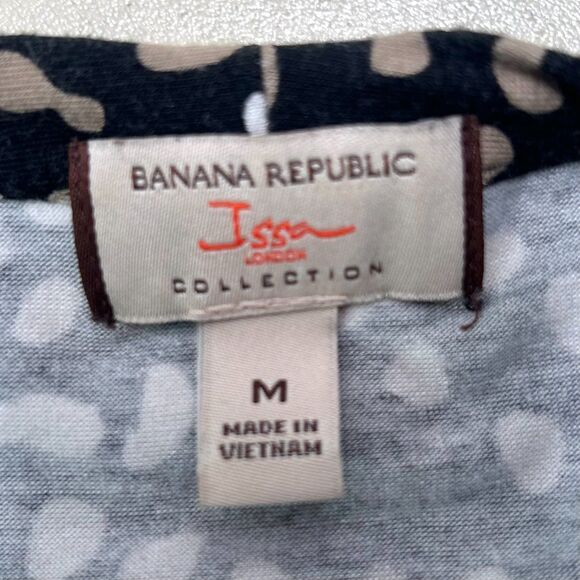 BANANA REPUBLIC
Issa
LONDON
COLLECTION
M
MADE IN
VIETNAM